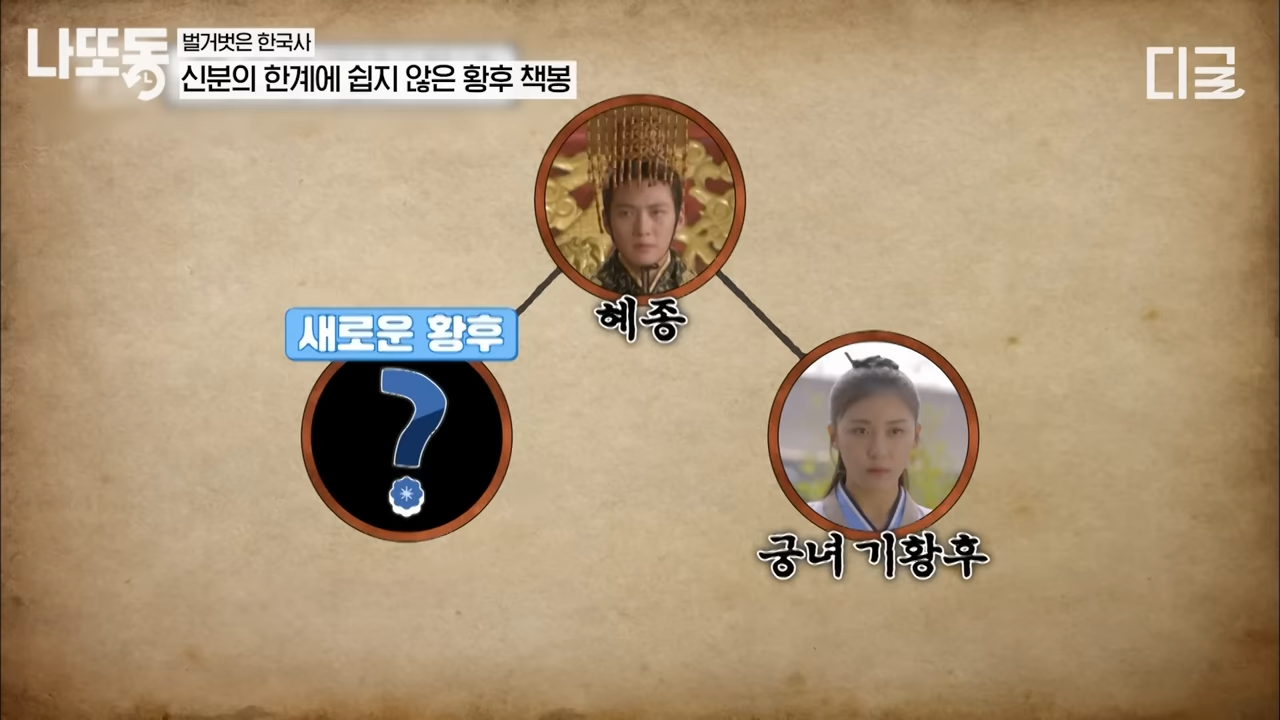 나또동
벌거벗은 한국사
신분의 한계에 쉽지 않은 황후 책봉
디글
혜종
새로운 황후
?
궁녀 기황후